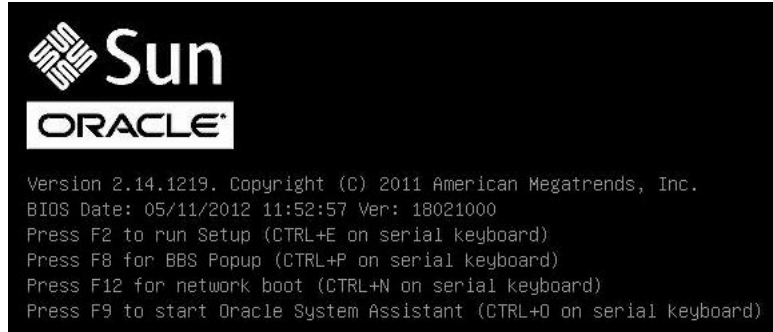 Sun
ORACLE
Version 2.14.1219. Copyright (C) 2011 American Megatrends, Inc.
BIOS Date: 05/11/2012 11:52:57 Ver: 18021000
Press F2 to run Setup (CTRL+E on serial keyboard)
Press F8 for BBS Popup (CTRL+P on serial keyboard)
Press F12 for network boot (CTRL+N on serial keyboard)
Press F9 to start Oracle System Assistant (CTRL+O on serial keyboard)